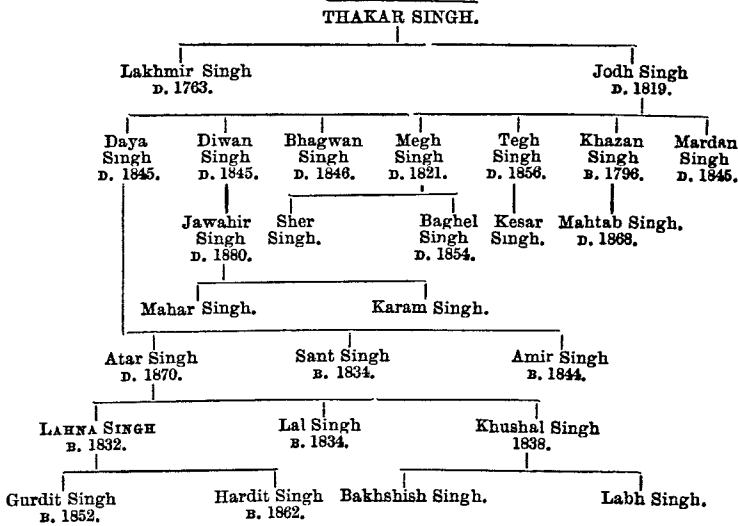 THAKAR SINGH.
Lakhmir Singh Jodh Singh
D. 1763. D. 1819.
Daya Diwan Bhagwan Megh Tegh Khazan Mardan
Singh Singh Singh Singh Singh Singh Singh
D. 1845. D. 1845. D. 1846. D. 1821. D. 1856. B. 1796. D. 1845.
Jawahir Sher Baghel Kesar Mahtab Singh.
Singh Singh. Singh Singh. D. 1868.
D. 1880. D. 1854.
Mahar Singh. Karam Singh.
Atar Singh Sant Singh Amir Singh
D. 1870. B. 1834. B. 1844.
LAHNA SINGH Lal Singh Khushal Singh
B. 1832. B. 1834. 1838.
Gurdit Singh Hardit Singh Bakhshish Singh. Labh Singh.
B. 1852. B. 1862.